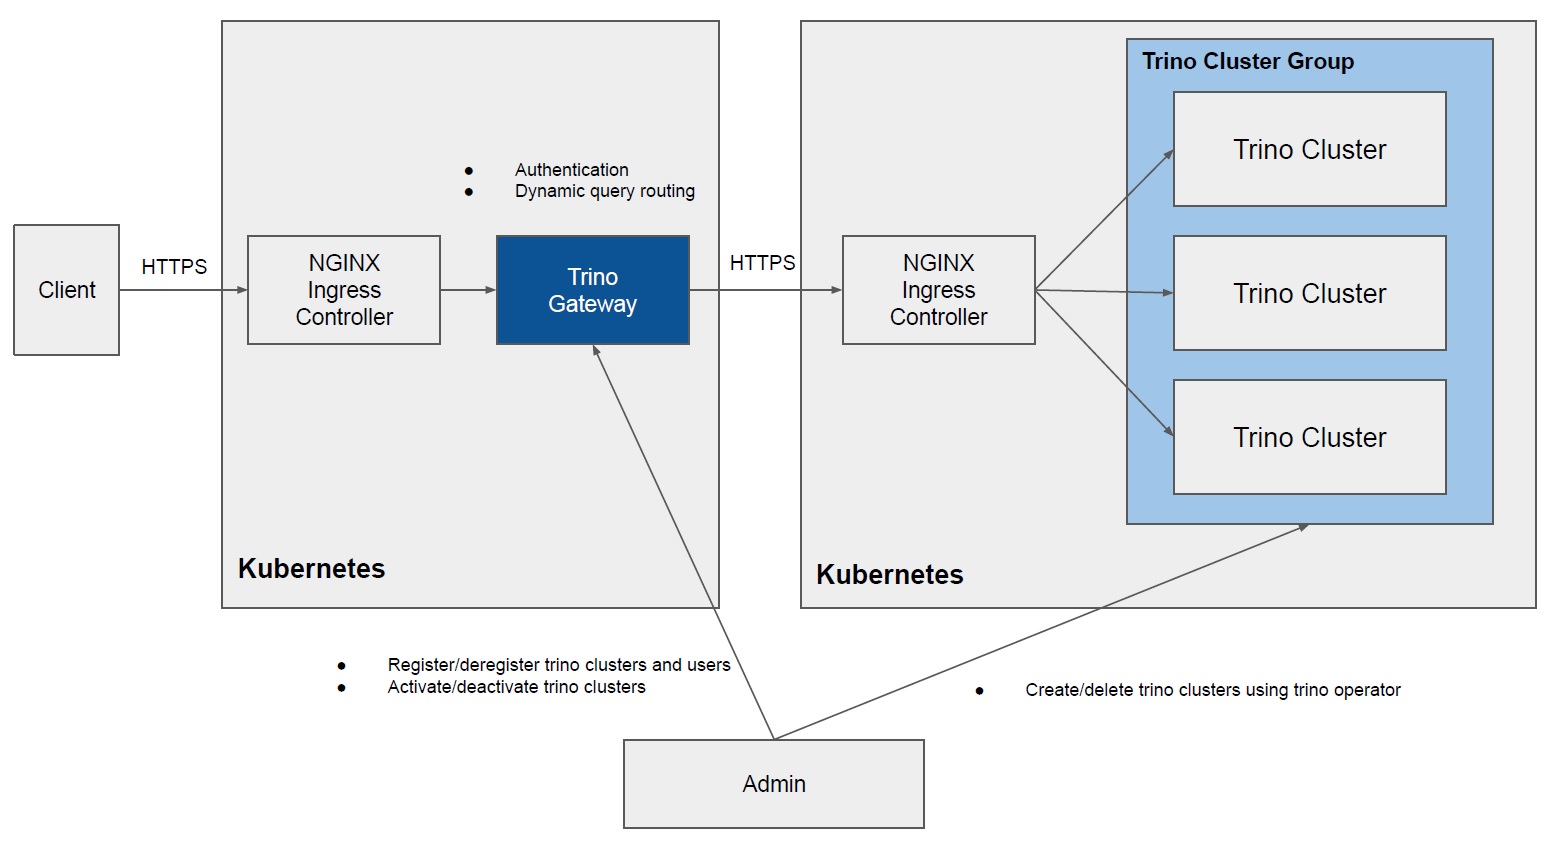 Trino Cluster Group
Trino Cluster
● Authentication
● Dynamic query routing
Client
HTTPS
NGINX
Ingress
Controller
Trino
Gateway
HTTPS
NGINX
Ingress
Controller
Trino Cluster
Trino Cluster
Kubernetes
Kubernetes
● Register/deregister trino clusters and users
● Activate/deactivate trino clusters
● Create/delete trino clusters using trino operator
Admin